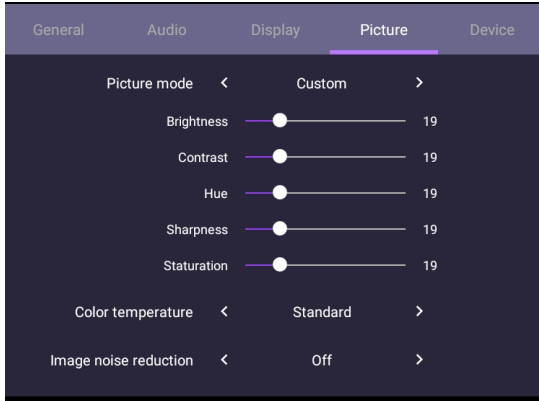 General Audio Display Picture Device
Picture mode < Custom >
Brightness 19
Contrast 19
Hue 19
Sharpness 19
Staturation 19
Color temperature < Standard >
Image noise reduction < Off >